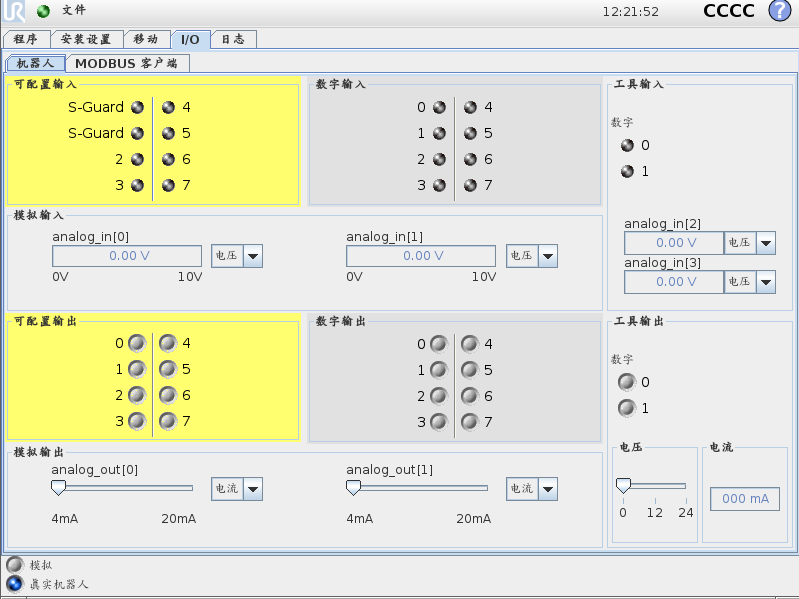 UR 文件 12:21:52 CCCC ?
程序 安装设置 移动 I/O 日志
机器人 MODBUS 客户端
可配置输入
S-Guard 4
S-Guard 5
2 6
3 7
数字输入
0 4
1 5
2 6
3 7
工具输入
数字
0
1
analog_in[2]
0.00 V 电压
analog_in[3]
0.00 V 电压
模拟输入
analog_in[0]
0.00 V 电压
0V 10V
analog_in[1]
0.00 V 电压
0V 10V
可配置输出
0 4
1 5
2 6
3 7
数字输出
0 4
1 5
2 6
3 7
工具输出
数字
0
1
模拟输出
analog_out[0]
电流
4mA 20mA
analog_out[1]
电流
4mA 20mA
电压
0 12 24
电流
000 mA
模拟
真实机器人